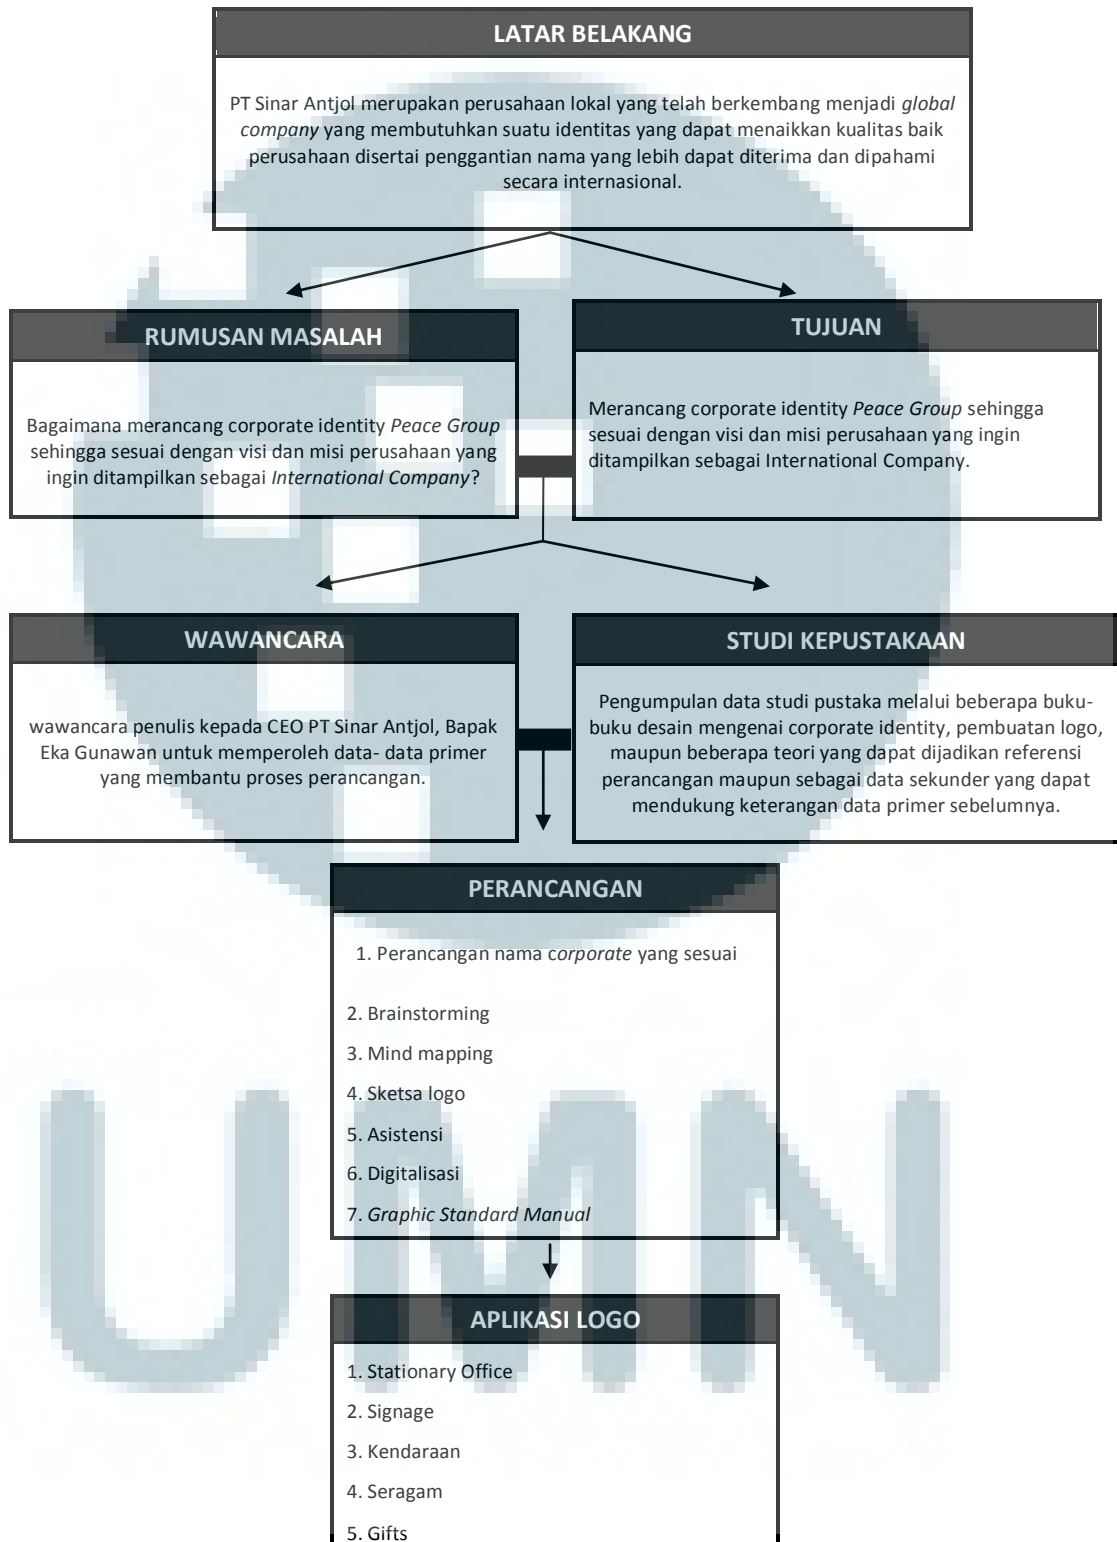 LATAR BELAKANG
PT Sinar Antjol merupakan perusahaan lokal yang telah berkembang menjadi global
company yang membutuhkan suatu identitas yang dapat menaikkan kualitas baik
perusahaan disertai penggantian nama yang lebih dapat diterima dan dipahami
secara internasional.
RUMUSAN MASALAH
Bagaimana merancang corporate identity Peace Group
sehingga sesuai dengan visi dan misi perusahaan yang
ingin ditampilkan sebagai International Company?
TUJUAN
Merancang corporate identity Peace Group sehingga
sesuai dengan visi dan misi perusahaan yang ingin
ditampilkan sebagai International Company.
WAWANCARA
wawancara penulis kepada CEO PT Sinar Antjol, Bapak
Eka Gunawan untuk memperoleh data- data primer
yang membantu proses perancangan.
STUDI KEPUSTAKAAN
Pengumpulan data studi pustaka melalui beberapa buku-
buku desain mengenai corporate identity, pembuatan logo,
maupun beberapa teori yang dapat dijadikan referensi
perancangan maupun sebagai data sekunder yang dapat
mendukung keterangan data primer sebelumnya.
PERANCANGAN
1. Perancangan nama corporate yang sesuai
2. Brainstorming
3. Mind mapping
4. Sketsa logo
5. Asistensi
6. Digitalisasi
7. Graphic Standard Manual
APLIKASI LOGO
1. Stationary Office
2. Signage
3. Kendaraan
4. Seragam
5. Gifts
UMN